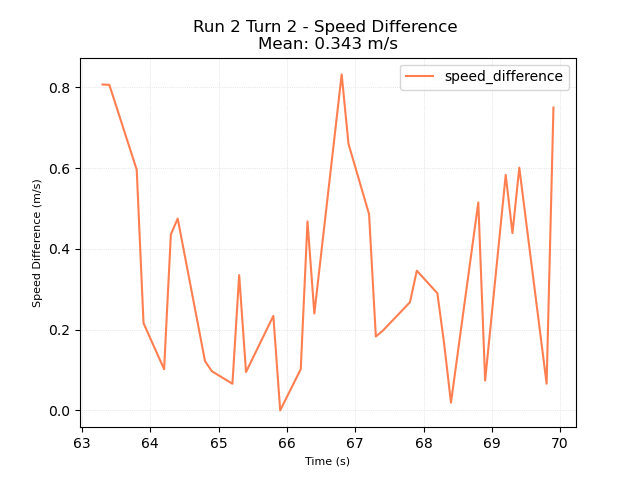 Run 2 Turn 2 - Speed Difference
Mean: 0.343 m/s
speed_difference
Speed Difference (m/s)
0.8
0.6
0.4
0.2
0.0
63 64 65 66 67 68 69 70
Time (s)